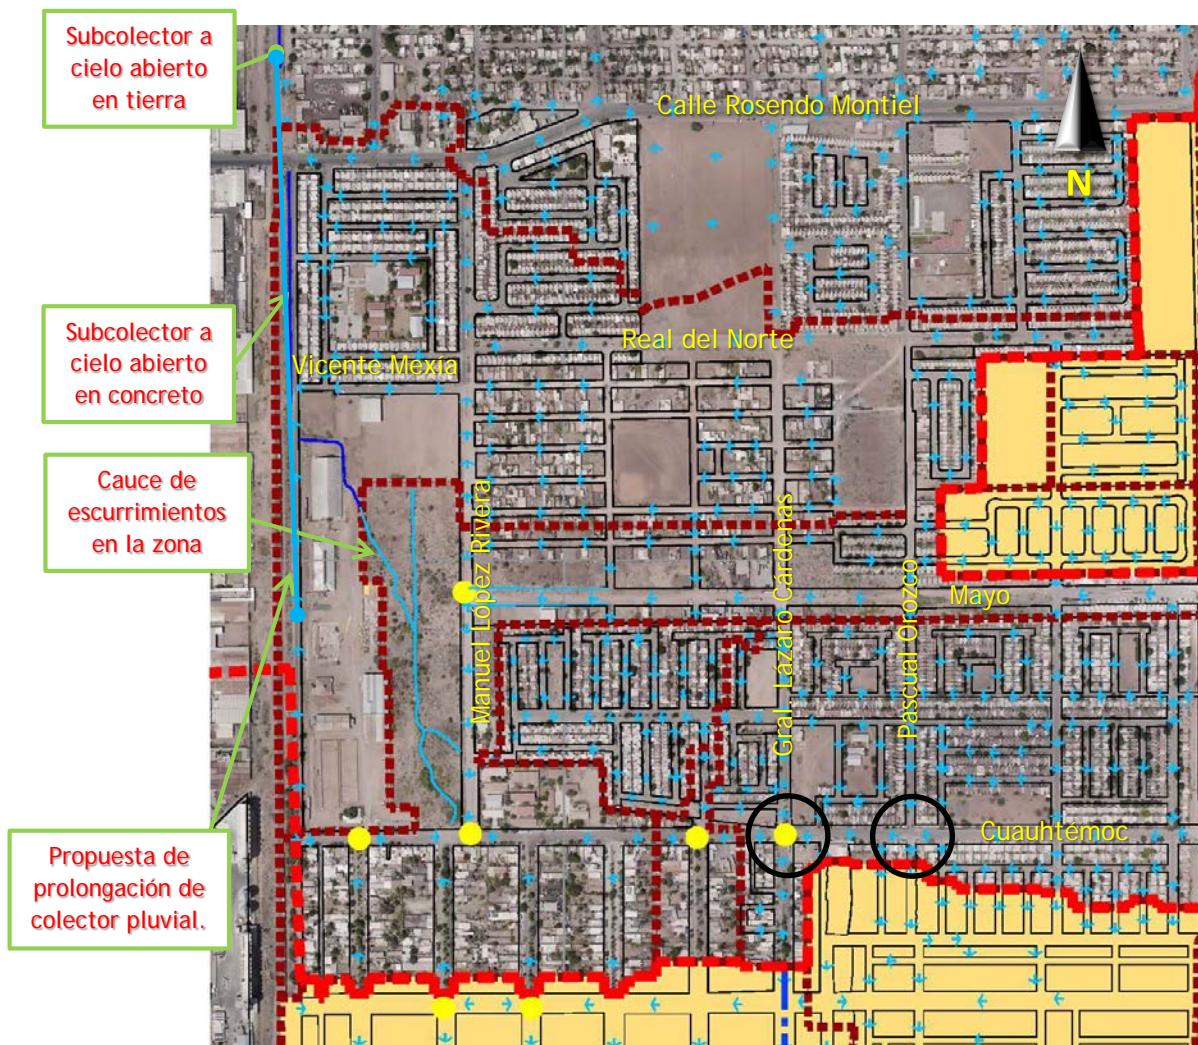 Subcolector a
cielo abierto
en tierra
Calle Rosendo Montiel
N
Subcolector a
cielo abierto
en concreto
Real del Norte
Vicente Mexía
Cauce de
escurrimientos
en la zona
Manuel López Rivera
Gral. Lázaro Cárdenas
Pascual Orozco
Mayo
Cuauhtémoc
Propuesta de
prolongación de
colector pluvial.